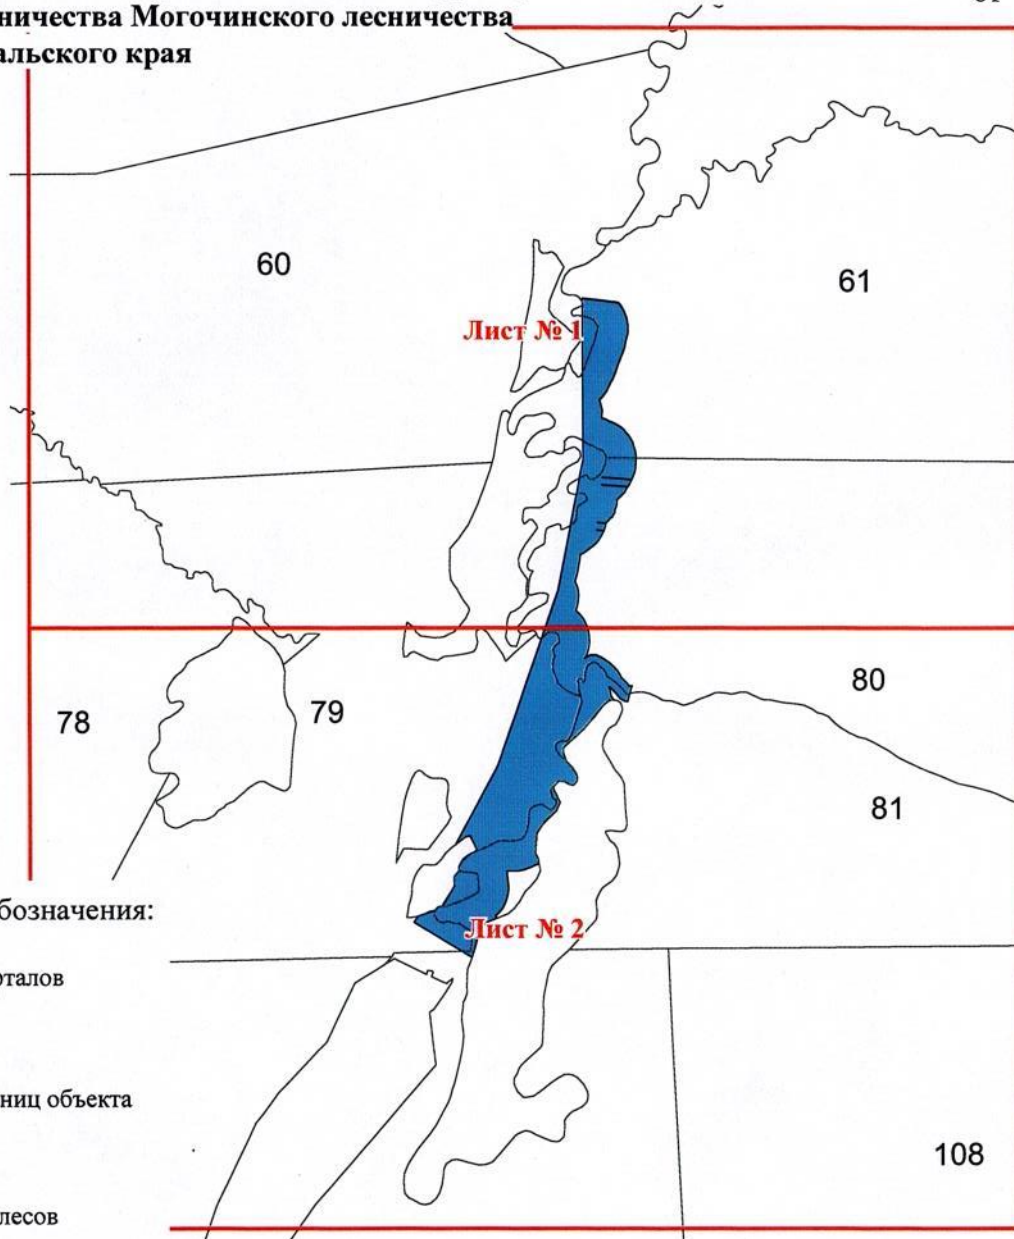 ничества Могочинского лесничества
альского края
60
61
Лист № 1
80
79
78
81
бозначения:
Лист № 2
рталов
ниц объекта
108
лесов